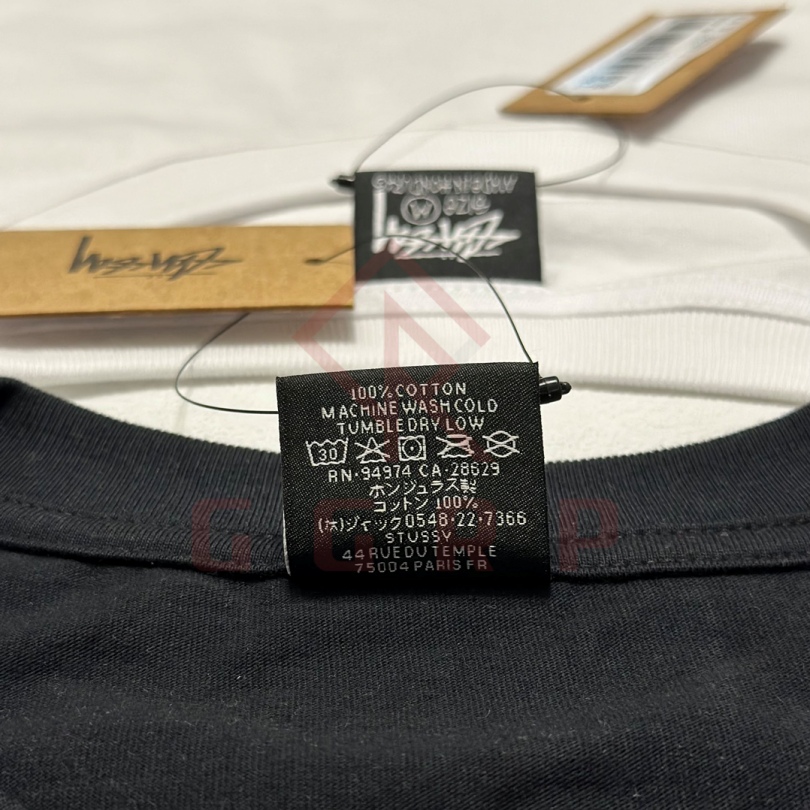 100% COTTON
MACHINE WASH COLD
TUMBLE DRY LOW
30
RN·94974 CA·28629
ホンジュラス製
コットン 100%
(株)ジャック0548·22·7366
STUSSY
44 RUE DU TEMPLE
75004 PARIS FR